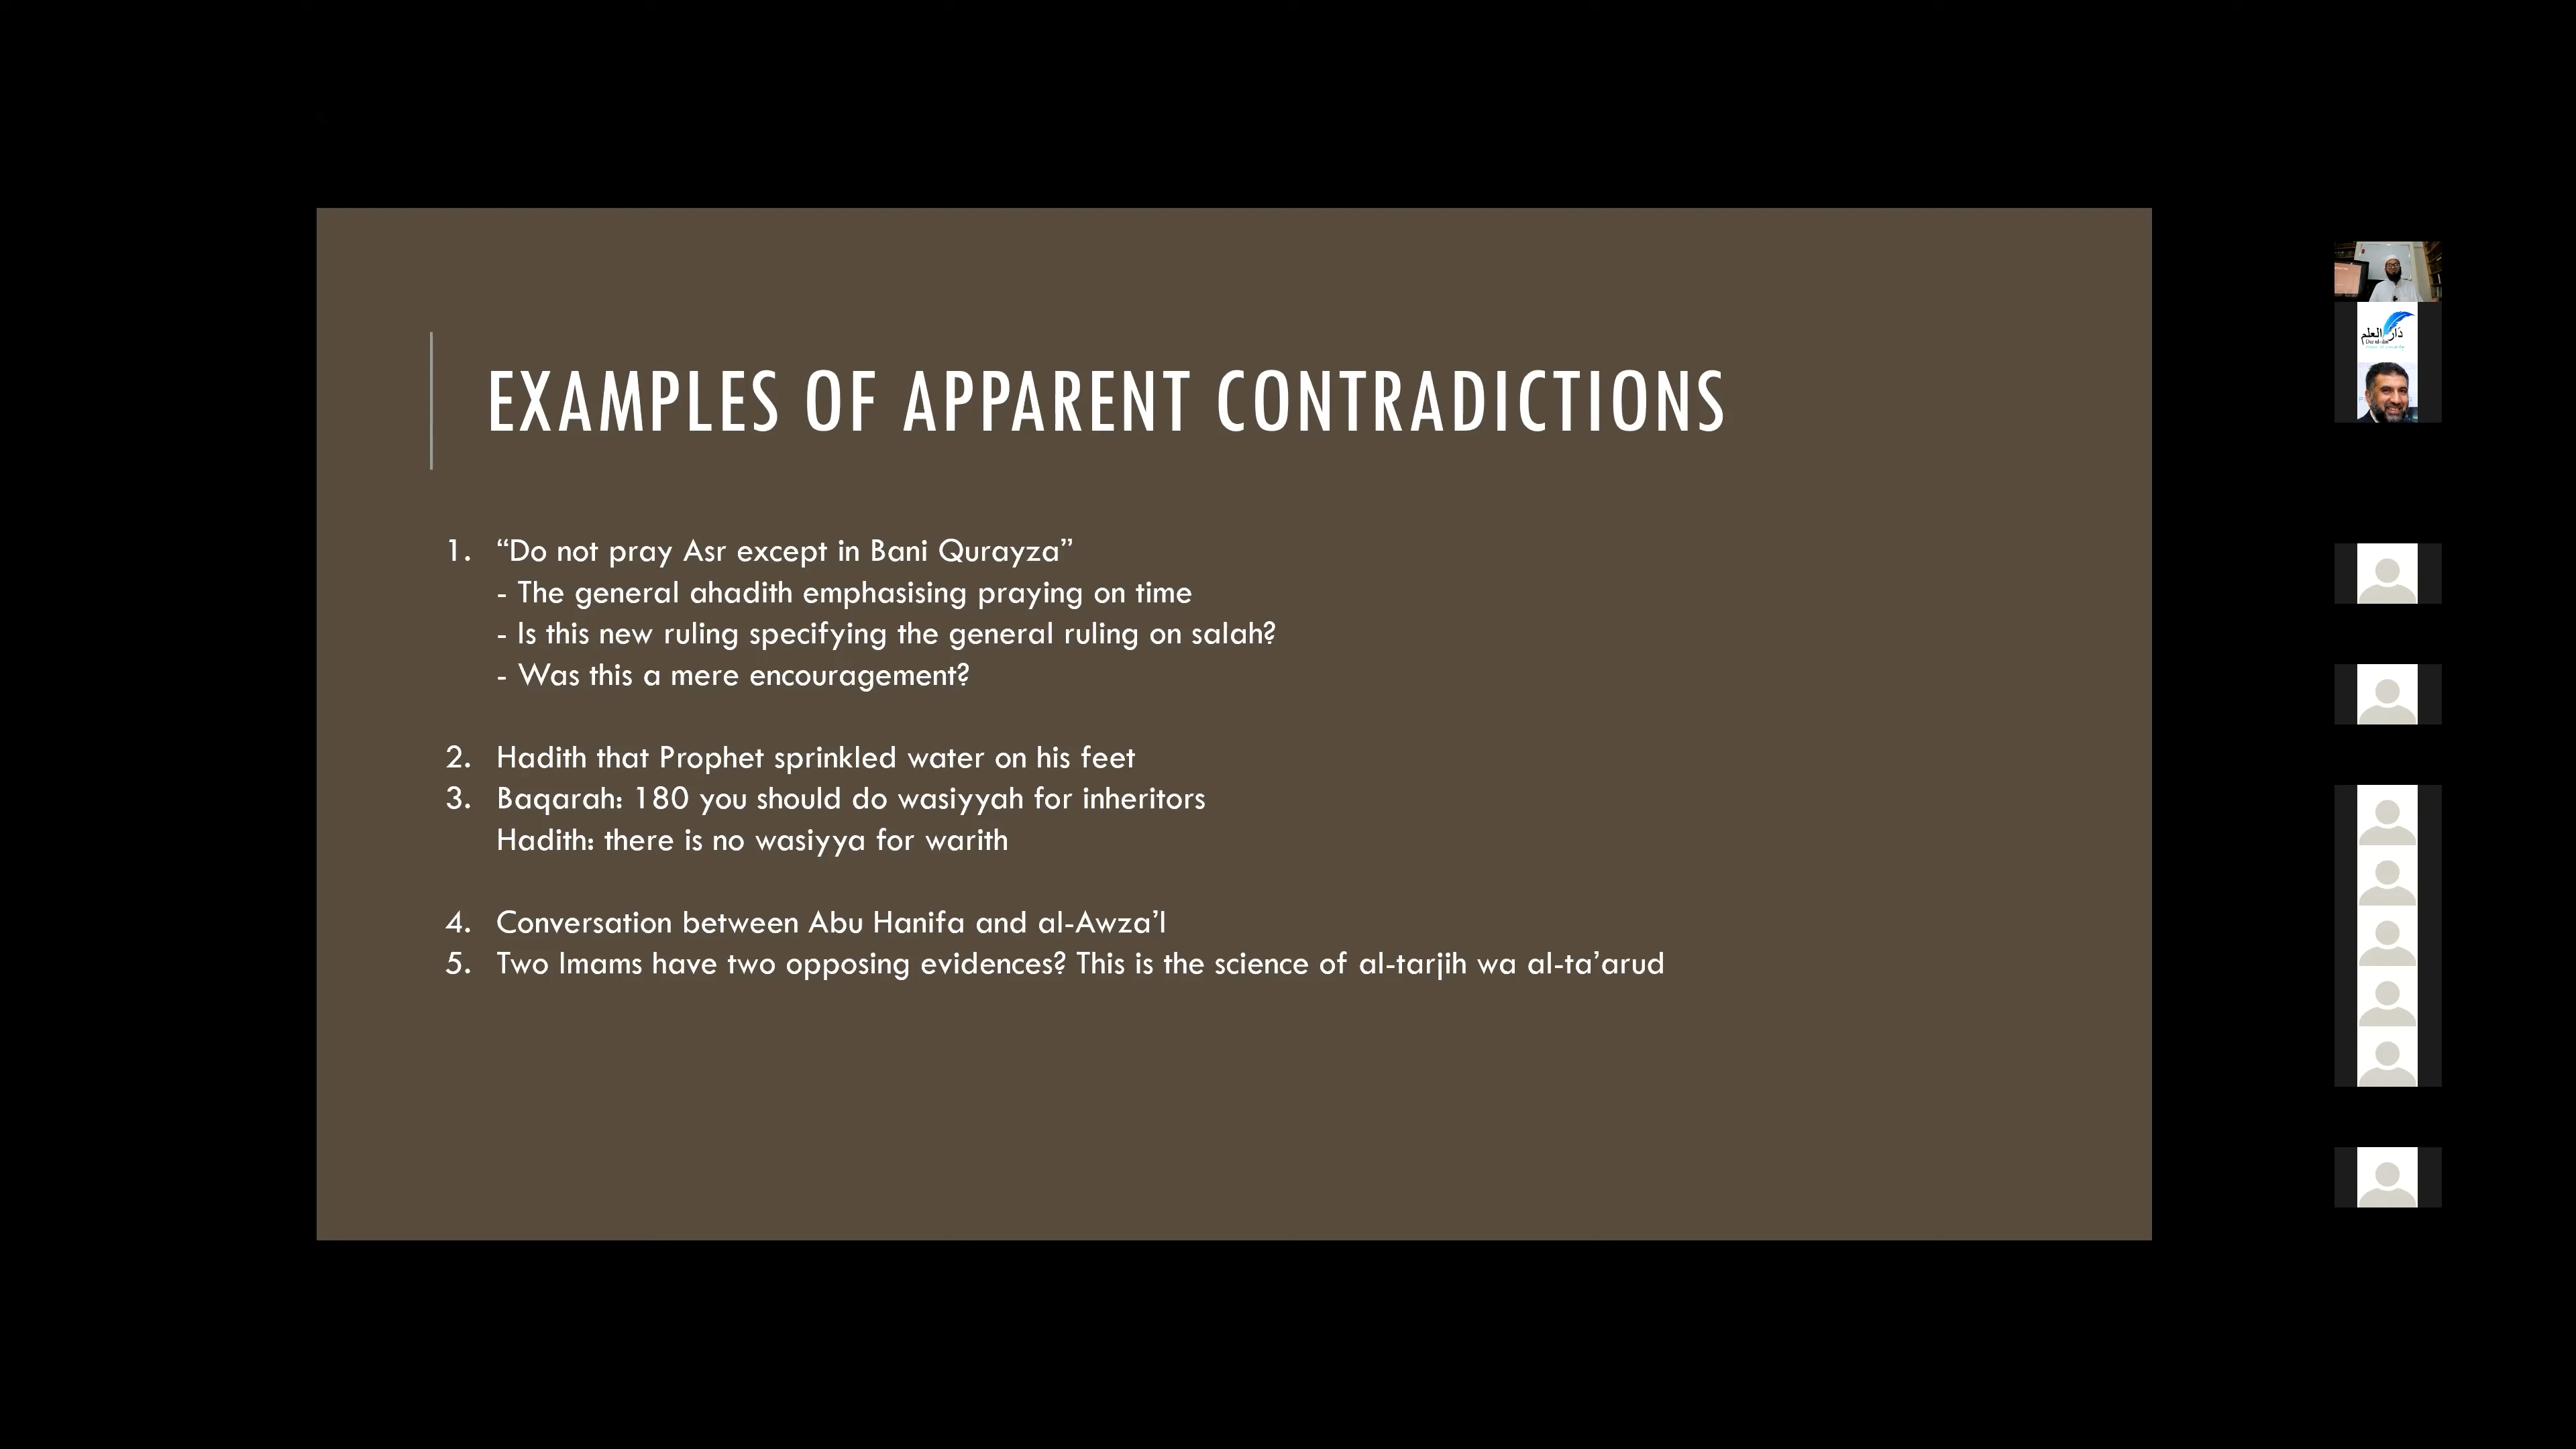 EXAMPLES OF APPARENT CONTRADICTIONS
1. “Do not pray Asr except in Bani Qurayza”
- The general ahadith emphasising praying on time
- Is this new ruling specifying the general ruling on salah?
- Was this a mere encouragement?
2. Hadith that Prophet sprinkled water on his feet
3. Baqarah: 180 you should do wasiyyah for inheritors
Hadith: there is no wasiyya for warith
4. Conversation between Abu Hanifa and al-Awza’I
5. Two Imams have two opposing evidences? This is the science of al-tarjih wa al-ta’arud
دار العلم